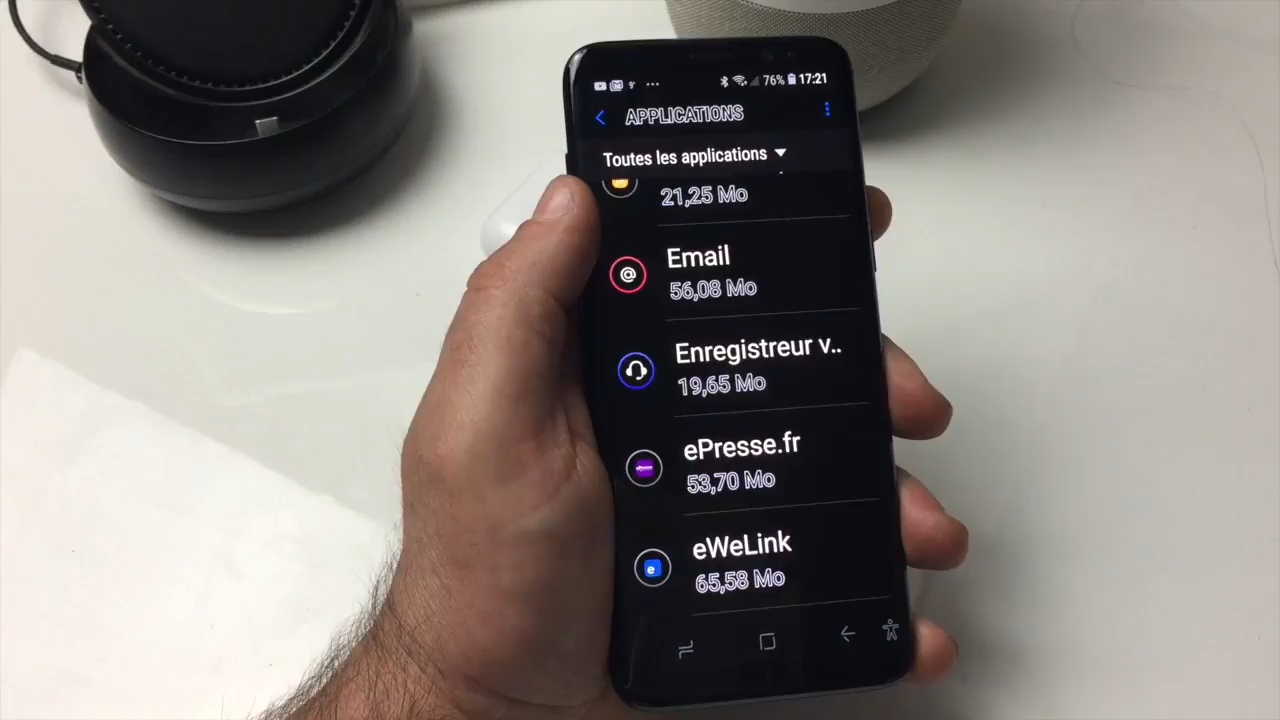 76% 17:21
APPLICATIONS
Toutes les applications
21,25 Mo
@
Email
56,08 Mo
Enregistreur v..
19,65 Mo
ePresse.fr
53,70 Mo
e
eWeLink
65,58 Mo